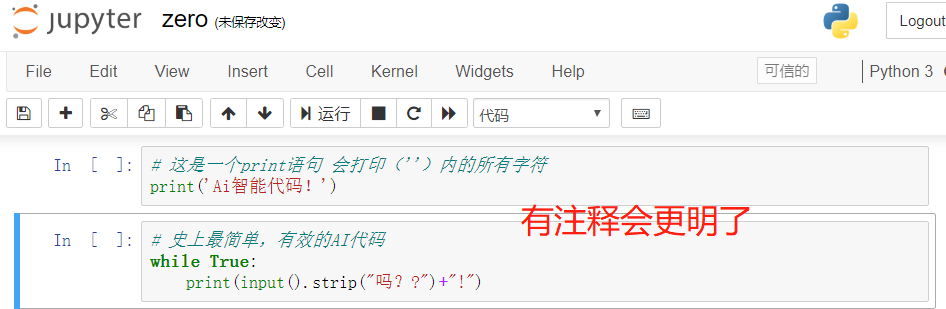 jupyter zero (未保存改变)
Logout
File Edit View Insert Cell Kernel Widgets Help 可信的 Python 3
运行 代码
In [ ]: # 这是一个print语句 会打印（''）内的所有字符
print('Ai智能代码！')
有注释会更明了
In [ ]: # 史上最简单，有效的AI代码
while True:
print(input().strip("吗？?")+"!")